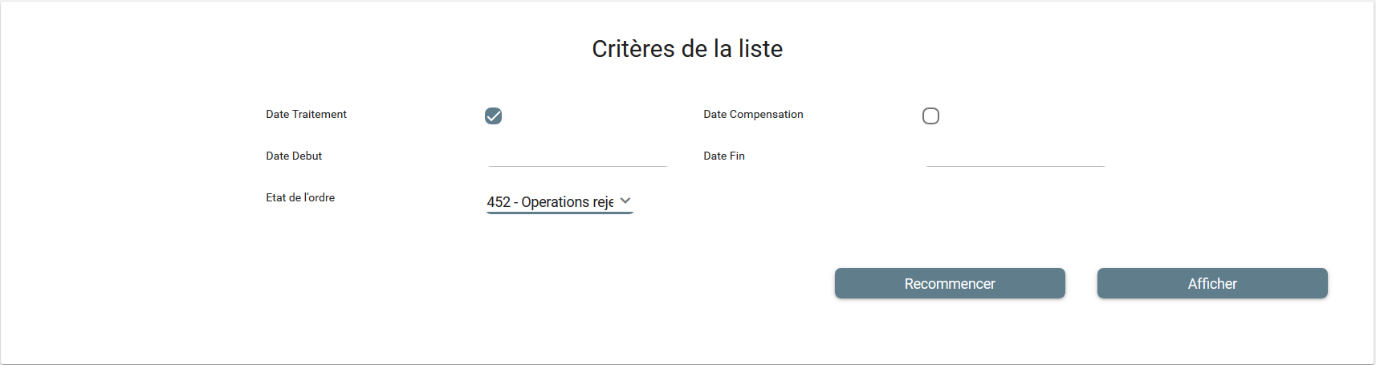 Critères de la liste
Date Traitement
Date Compensation
Date Debut
Date Fin
Etat de l'ordre
452 - Operations reje
Recommencer
Afficher